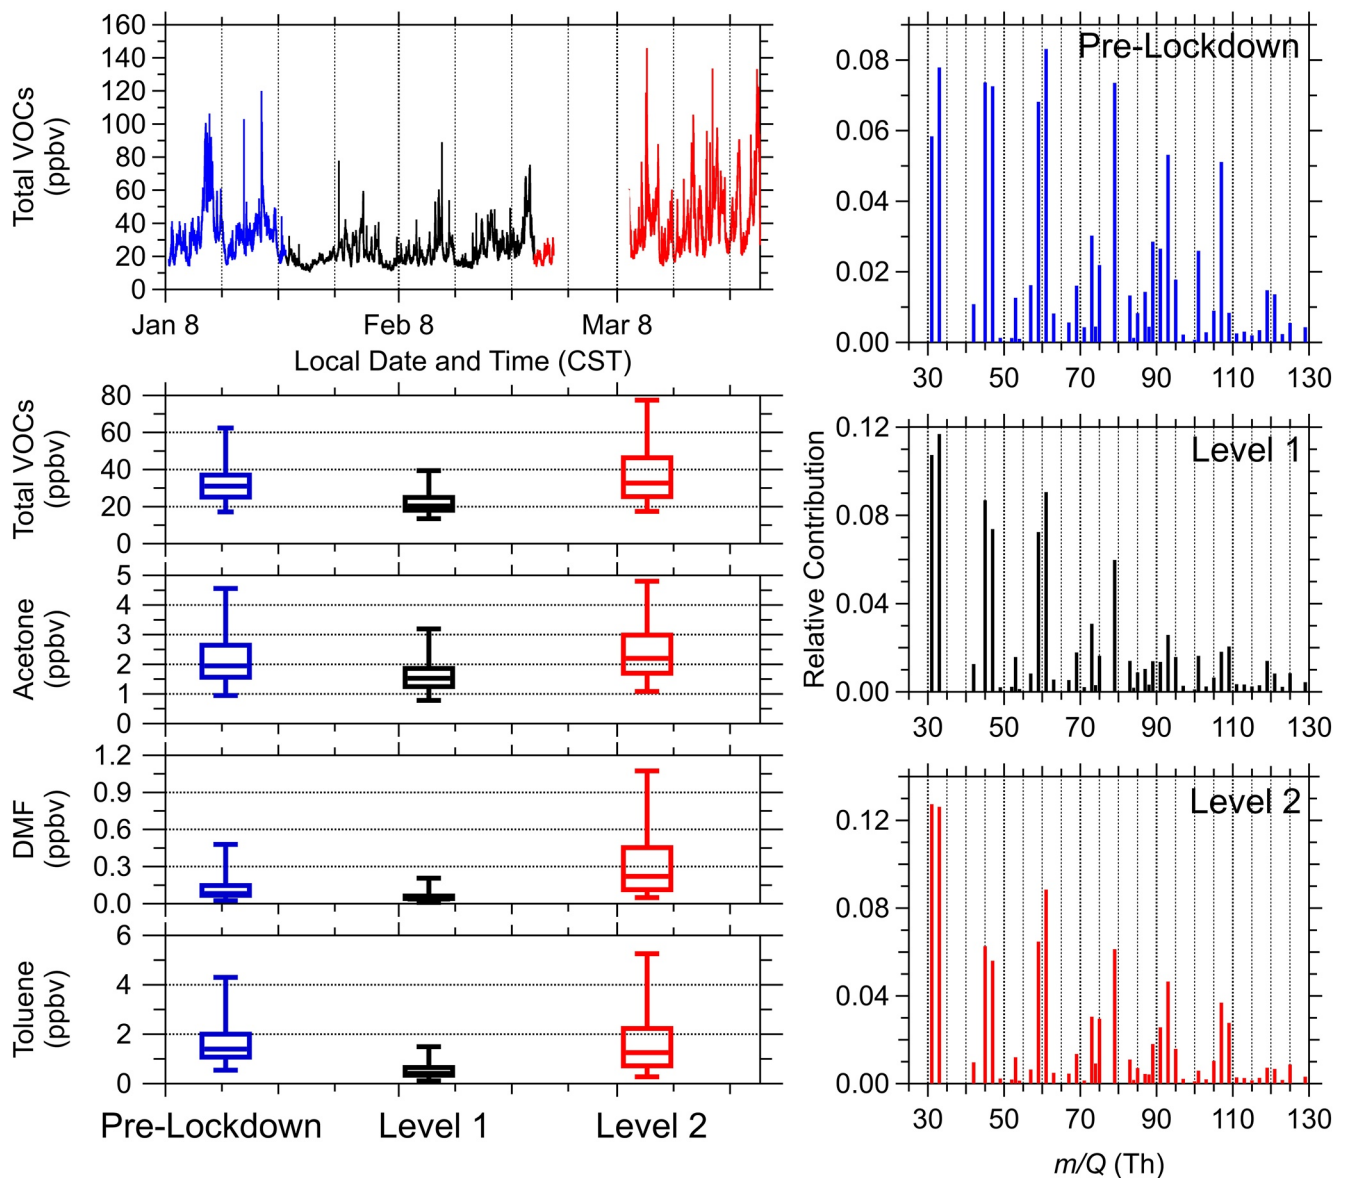 Total VOCs
(ppbv)
160
140
120
100
80
60
40
20
0
Jan 8
Feb 8
Mar 8
Local Date and Time (CST)
Total VOCs
(ppbv)
80
60
40
20
0
Acetone
(ppbv)
5
4
3
2
1
0
DMF
(ppbv)
1.2
0.9
0.6
0.3
0.0
Toluene
(ppbv)
6
4
2
0
Pre-Lockdown
Level 1
Level 2
Relative Contribution
Pre-Lockdown
0.08
0.06
0.04
0.02
0.00
30 50 70 90 110 130
Level 1
0.12
0.08
0.04
0.00
30 50 70 90 110 130
Level 2
0.12
0.08
0.04
0.00
30 50 70 90 110 130
m/Q (Th)